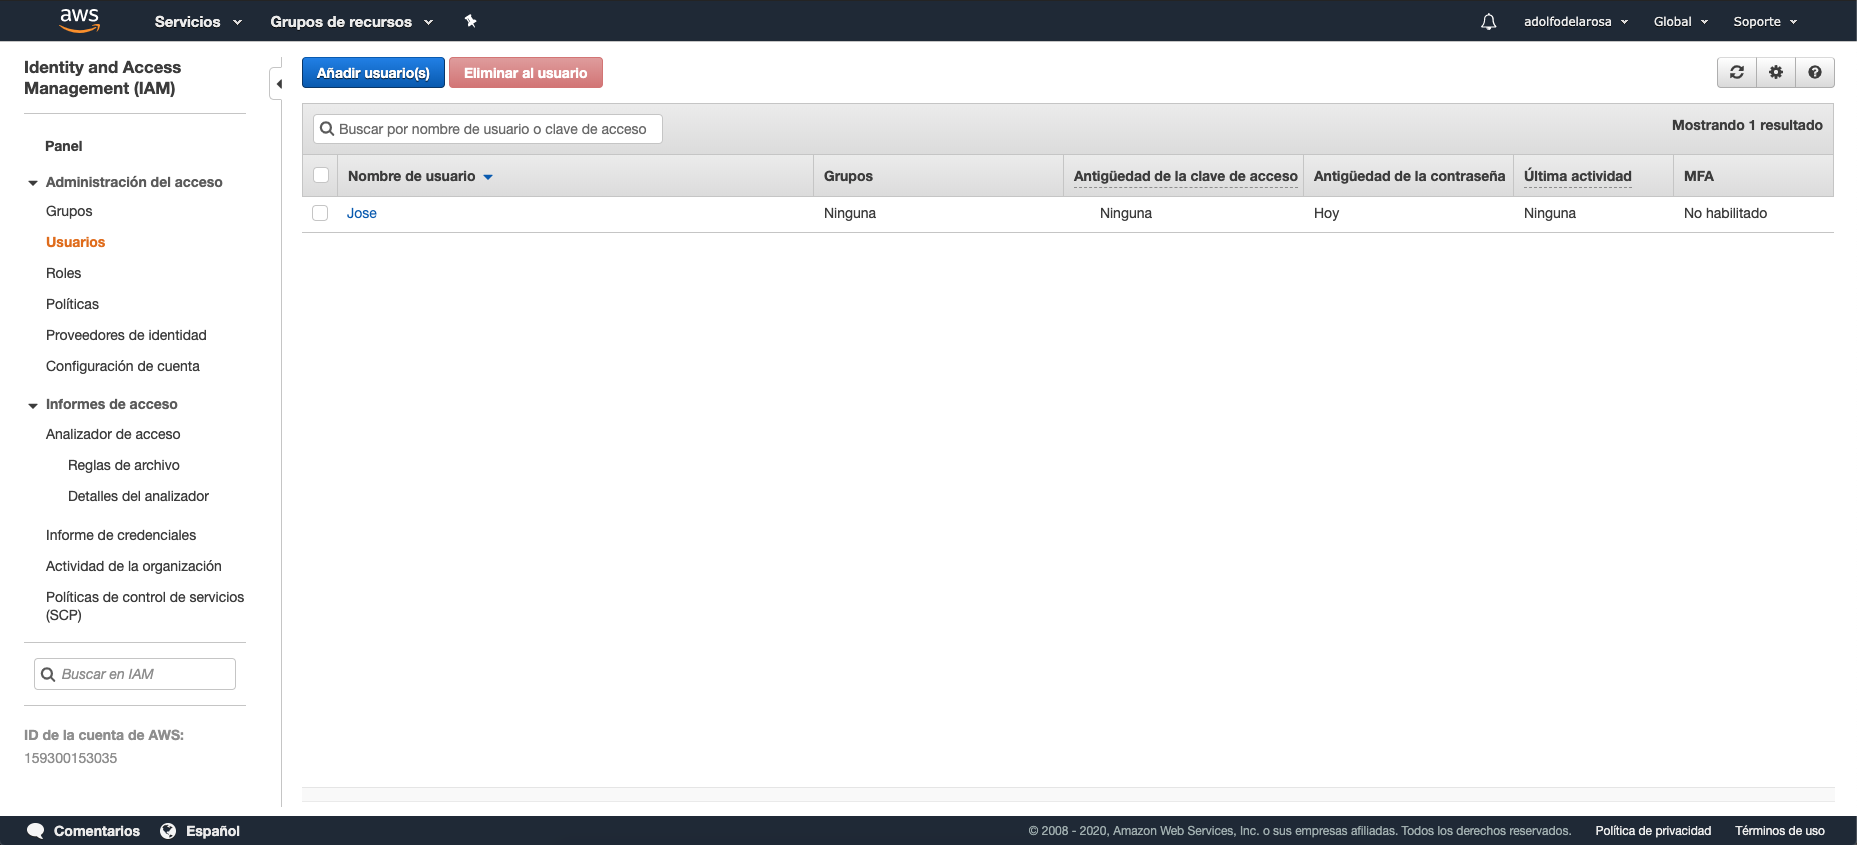 aws Servicios Grupos de recursos adolfodelarosa Global Soporte
Identity and Access
Management (IAM)
Panel
Administración del acceso
Grupos
Usuarios
Roles
Políticas
Proveedores de identidad
Configuración de cuenta
Informes de acceso
Analizador de acceso
Reglas de archivo
Detalles del analizador
Informe de credenciales
Actividad de la organización
Políticas de control de servicios
(SCP)
Buscar en IAM
ID de la cuenta de AWS:
159300153035
Añadir usuario(s) Eliminar al usuario
Buscar por nombre de usuario o clave de acceso Mostrando 1 resultado
Nombre de usuario Grupos Antigüedad de la clave de acceso Antigüedad de la contraseña Última actividad MFA
Jose Ninguna Ninguna Hoy Ninguna No habilitado
Comentarios Español © 2008 - 2020, Amazon Web Services, Inc. o sus empresas afiliadas. Todos los derechos reservados. Política de privacidad Términos de uso